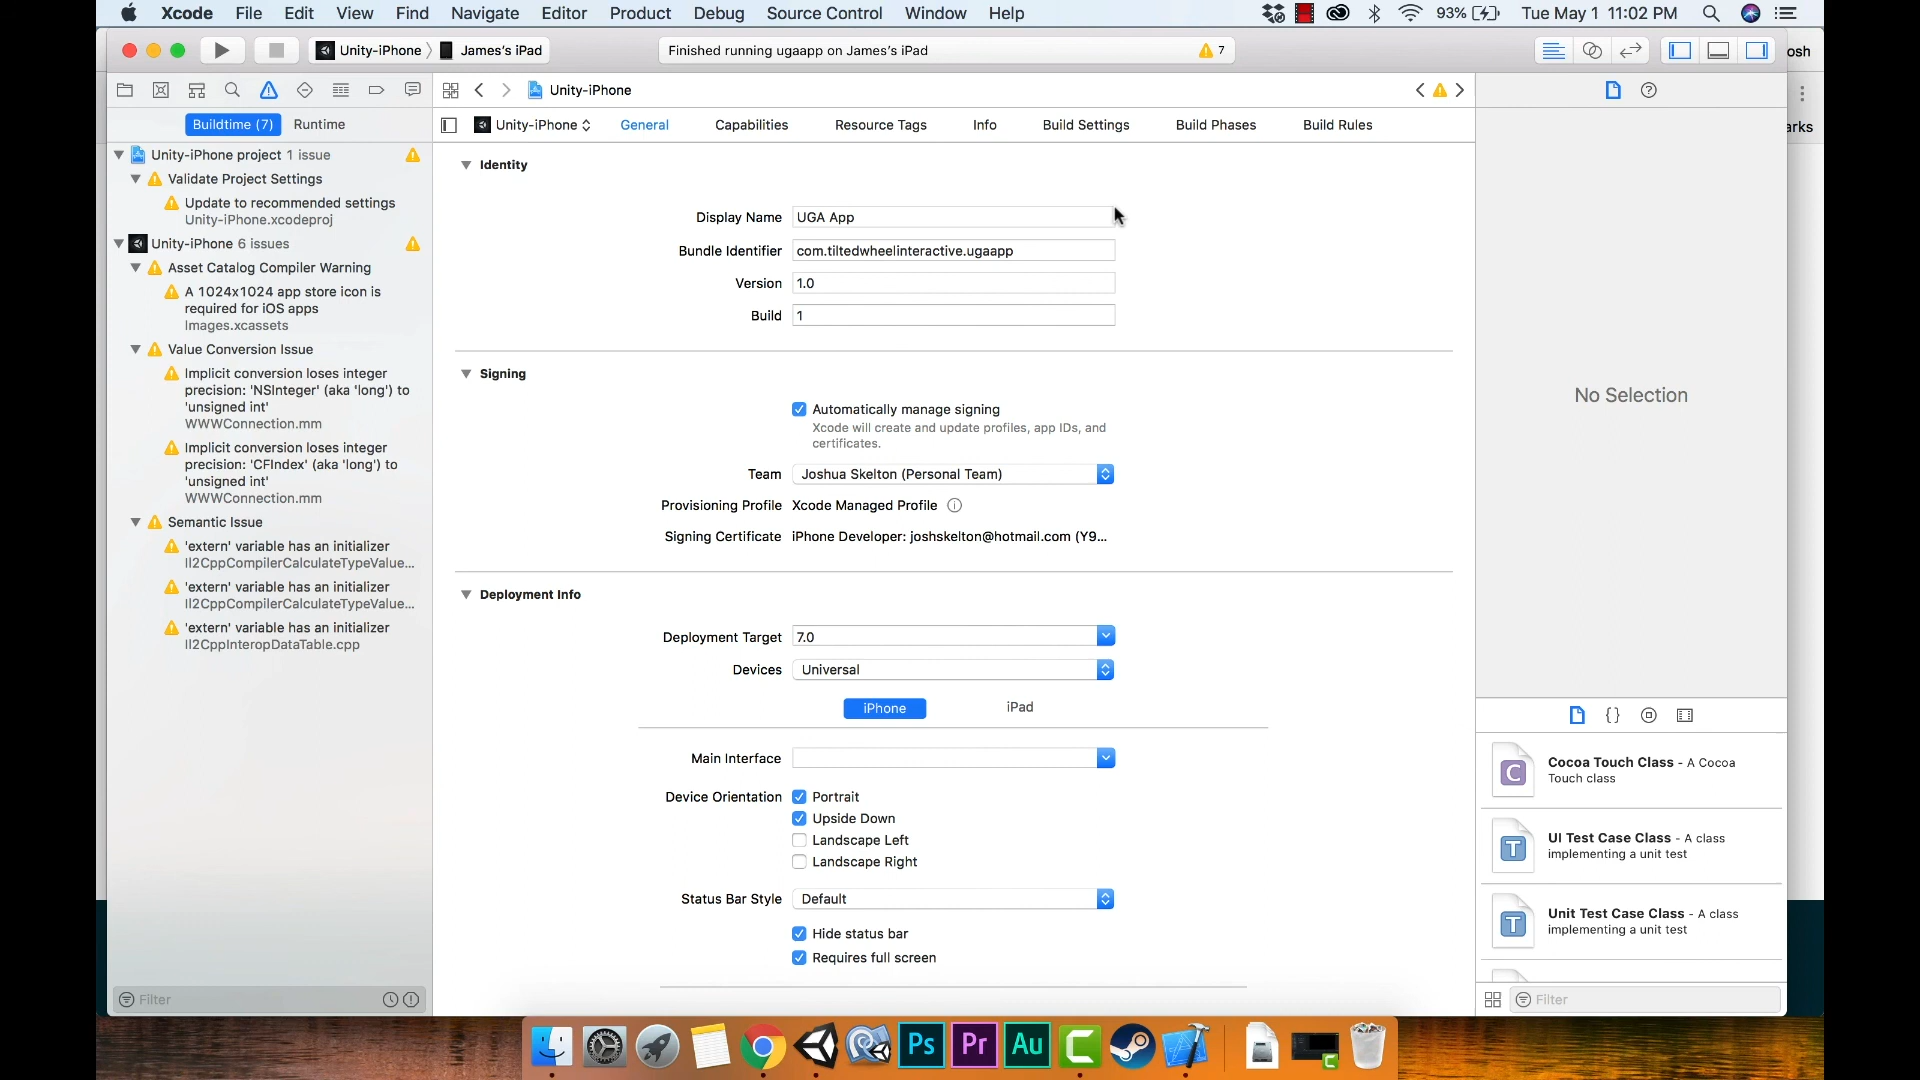 Xcode File Edit View Find Navigate Editor Product Debug Source Control Window Help 93% Tue May 1 11:02 PM
Unity-iPhone James's iPad Finished running ugaapp on James's iPad 7 osh
Unity-iPhone
arks
Buildtime (7) Runtime
Unity-iPhone General Capabilities Resource Tags Info Build Settings Build Phases Build Rules
Unity-iPhone project 1 issue
Validate Project Settings
Update to recommended settings
Unity-iPhone.xcodeproj
Unity-iPhone 6 issues
Asset Catalog Compiler Warning
A 1024x1024 app store icon is
required for iOS apps
Images.xcassets
Value Conversion Issue
Implicit conversion loses integer
precision: 'NSInteger' (aka 'long') to
'unsigned int'
WWWConnection.mm
Implicit conversion loses integer
precision: 'CFIndex' (aka 'long') to
'unsigned int'
WWWConnection.mm
Semantic Issue
'extern' variable has an initializer
Il2CppCompilerCalculateTypeValue...
'extern' variable has an initializer
Il2CppCompilerCalculateTypeValue...
'extern' variable has an initializer
Il2CppInteropDataTable.cpp
Filter
Identity
Display Name UGA App
Bundle Identifier com.tiltedwheelinteractive.ugaapp
Version 1.0
Build 1
Signing
Automatically manage signing
Xcode will create and update profiles, app IDs, and
certificates.
Team Joshua Skelton (Personal Team)
Provisioning Profile Xcode Managed Profile
Signing Certificate iPhone Developer: joshskelton@hotmail.com (Y9...
Deployment Info
Deployment Target 7.0
Devices Universal
iPhone iPad
Main Interface
Device Orientation Portrait
Upside Down
Landscape Left
Landscape Right
Status Bar Style Default
Hide status bar
Requires full screen
No Selection
{}
C
Cocoa Touch Class - A Cocoa
Touch class
T
UI Test Case Class - A class
implementing a unit test
T
Unit Test Case Class - A class
implementing a unit test
Filter
Ps Pr Au